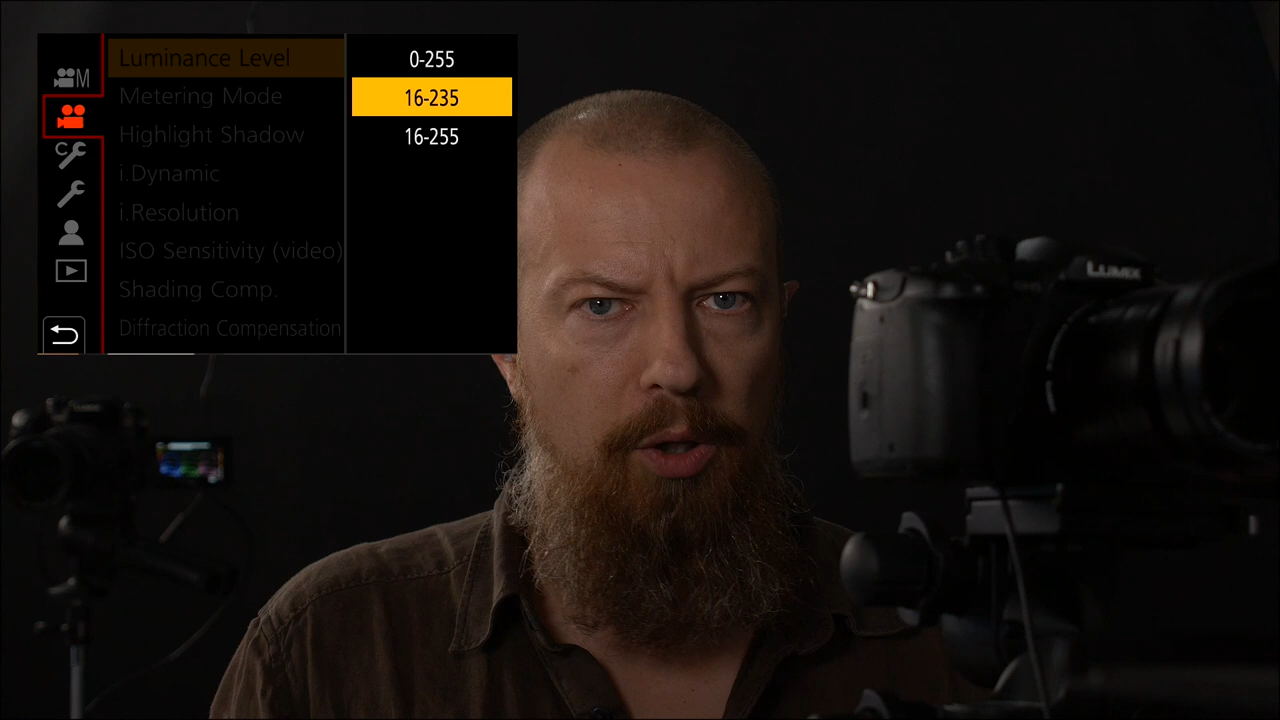 Luminance Level
Metering Mode
Highlight Shadow
i.Dynamic
i.Resolution
ISO Sensitivity (video)
Shading Comp.
Diffraction Compensation
0-255
16-235
16-255
M
C
LUMIX